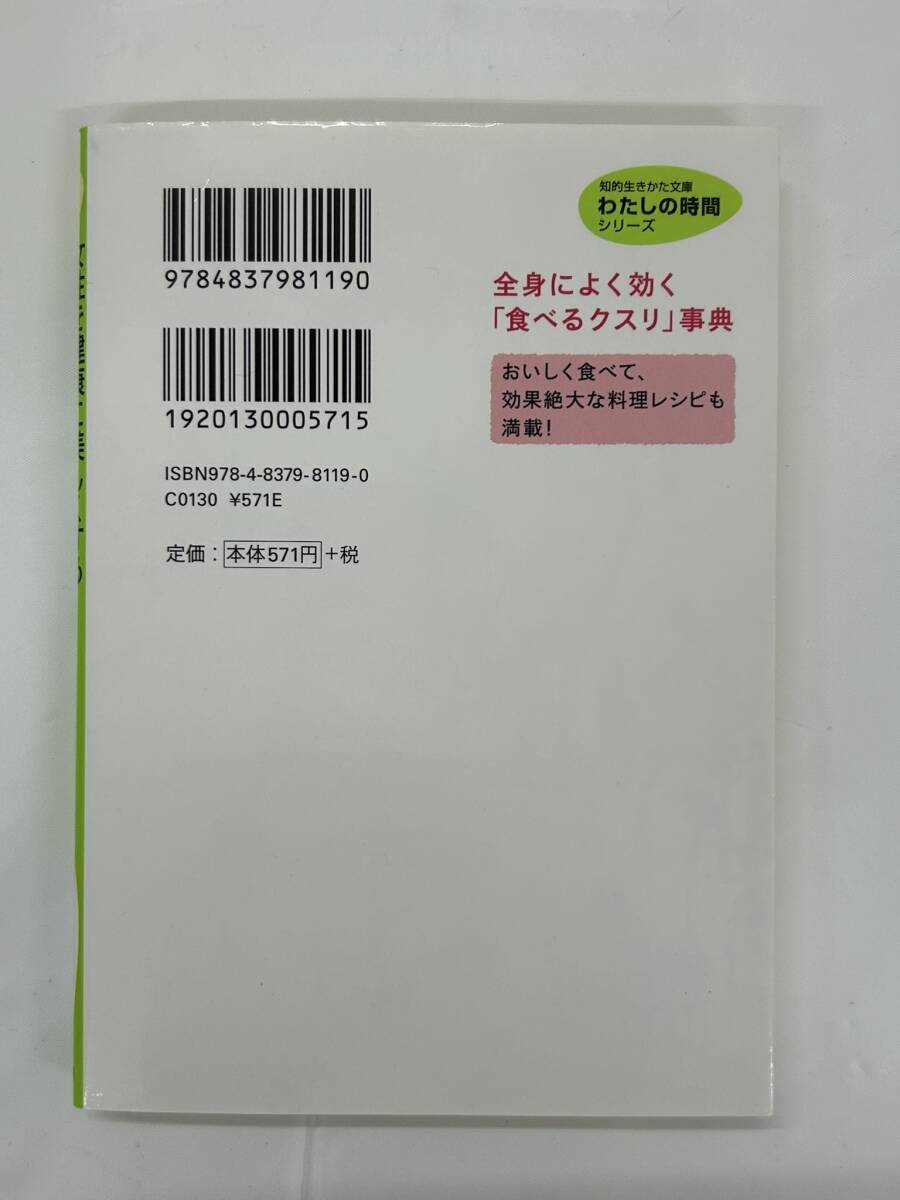 9784837981190
1920130005715
ISBN978-4-8379-8119-0
C0130 ¥571E
定価：本体571円+税
知的生きかた文庫
わたしの時間
シリーズ
全身によく効く
「食べるクスリ」事典
おいしく食べて、
効果絶大な料理レシピも
満載！